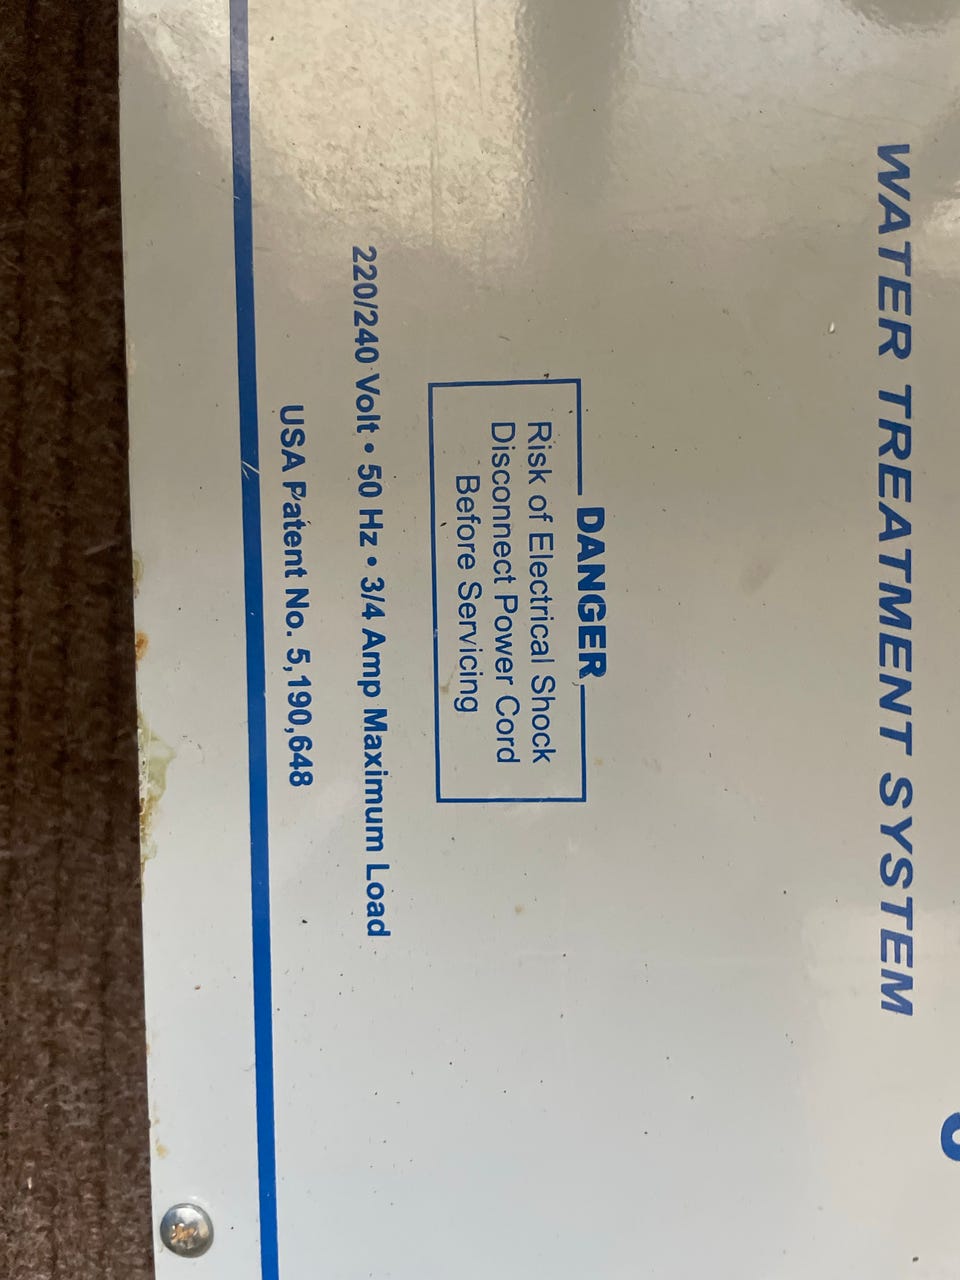 WATER TREATMENT SYSTEM
DANGER
Risk of Electrical Shock
Disconnect Power Cord
Before Servicing
220/240 Volt • 50 Hz • 3/4 Amp Maximum Load
USA Patent No. 5,190,648